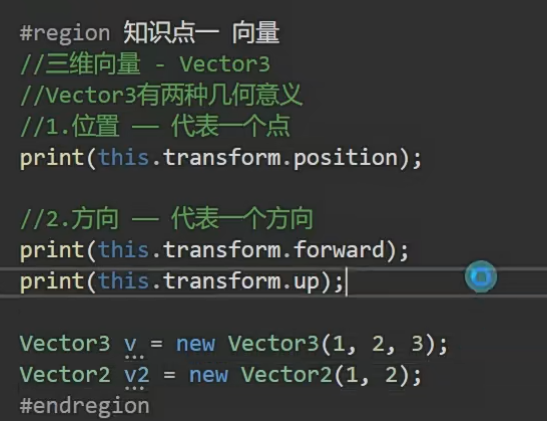 #region 知识点一 向量
//三维向量 - Vector3
//Vector3有两种几何意义
//1.位置 —— 代表一个点
print(this.transform.position);
//2.方向 —— 代表一个方向
print(this.transform.forward);
print(this.transform.up);
Vector3 v = new Vector3(1, 2, 3);
Vector2 v2 = new Vector2(1, 2);
#endregion